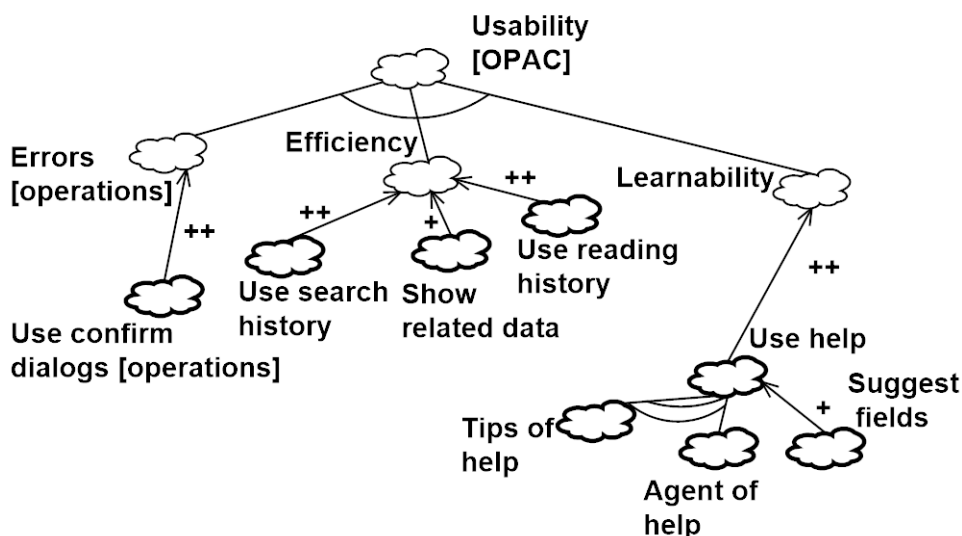 Usability
[OPAC]
Errors
[operations]
Efficiency
Learnability
++
++
+
++
++
Use confirm
dialogs [operations]
Use search
history
Show
related data
Use reading
history
Use help
Suggest
fields
+
Tips of
help
Agent of
help